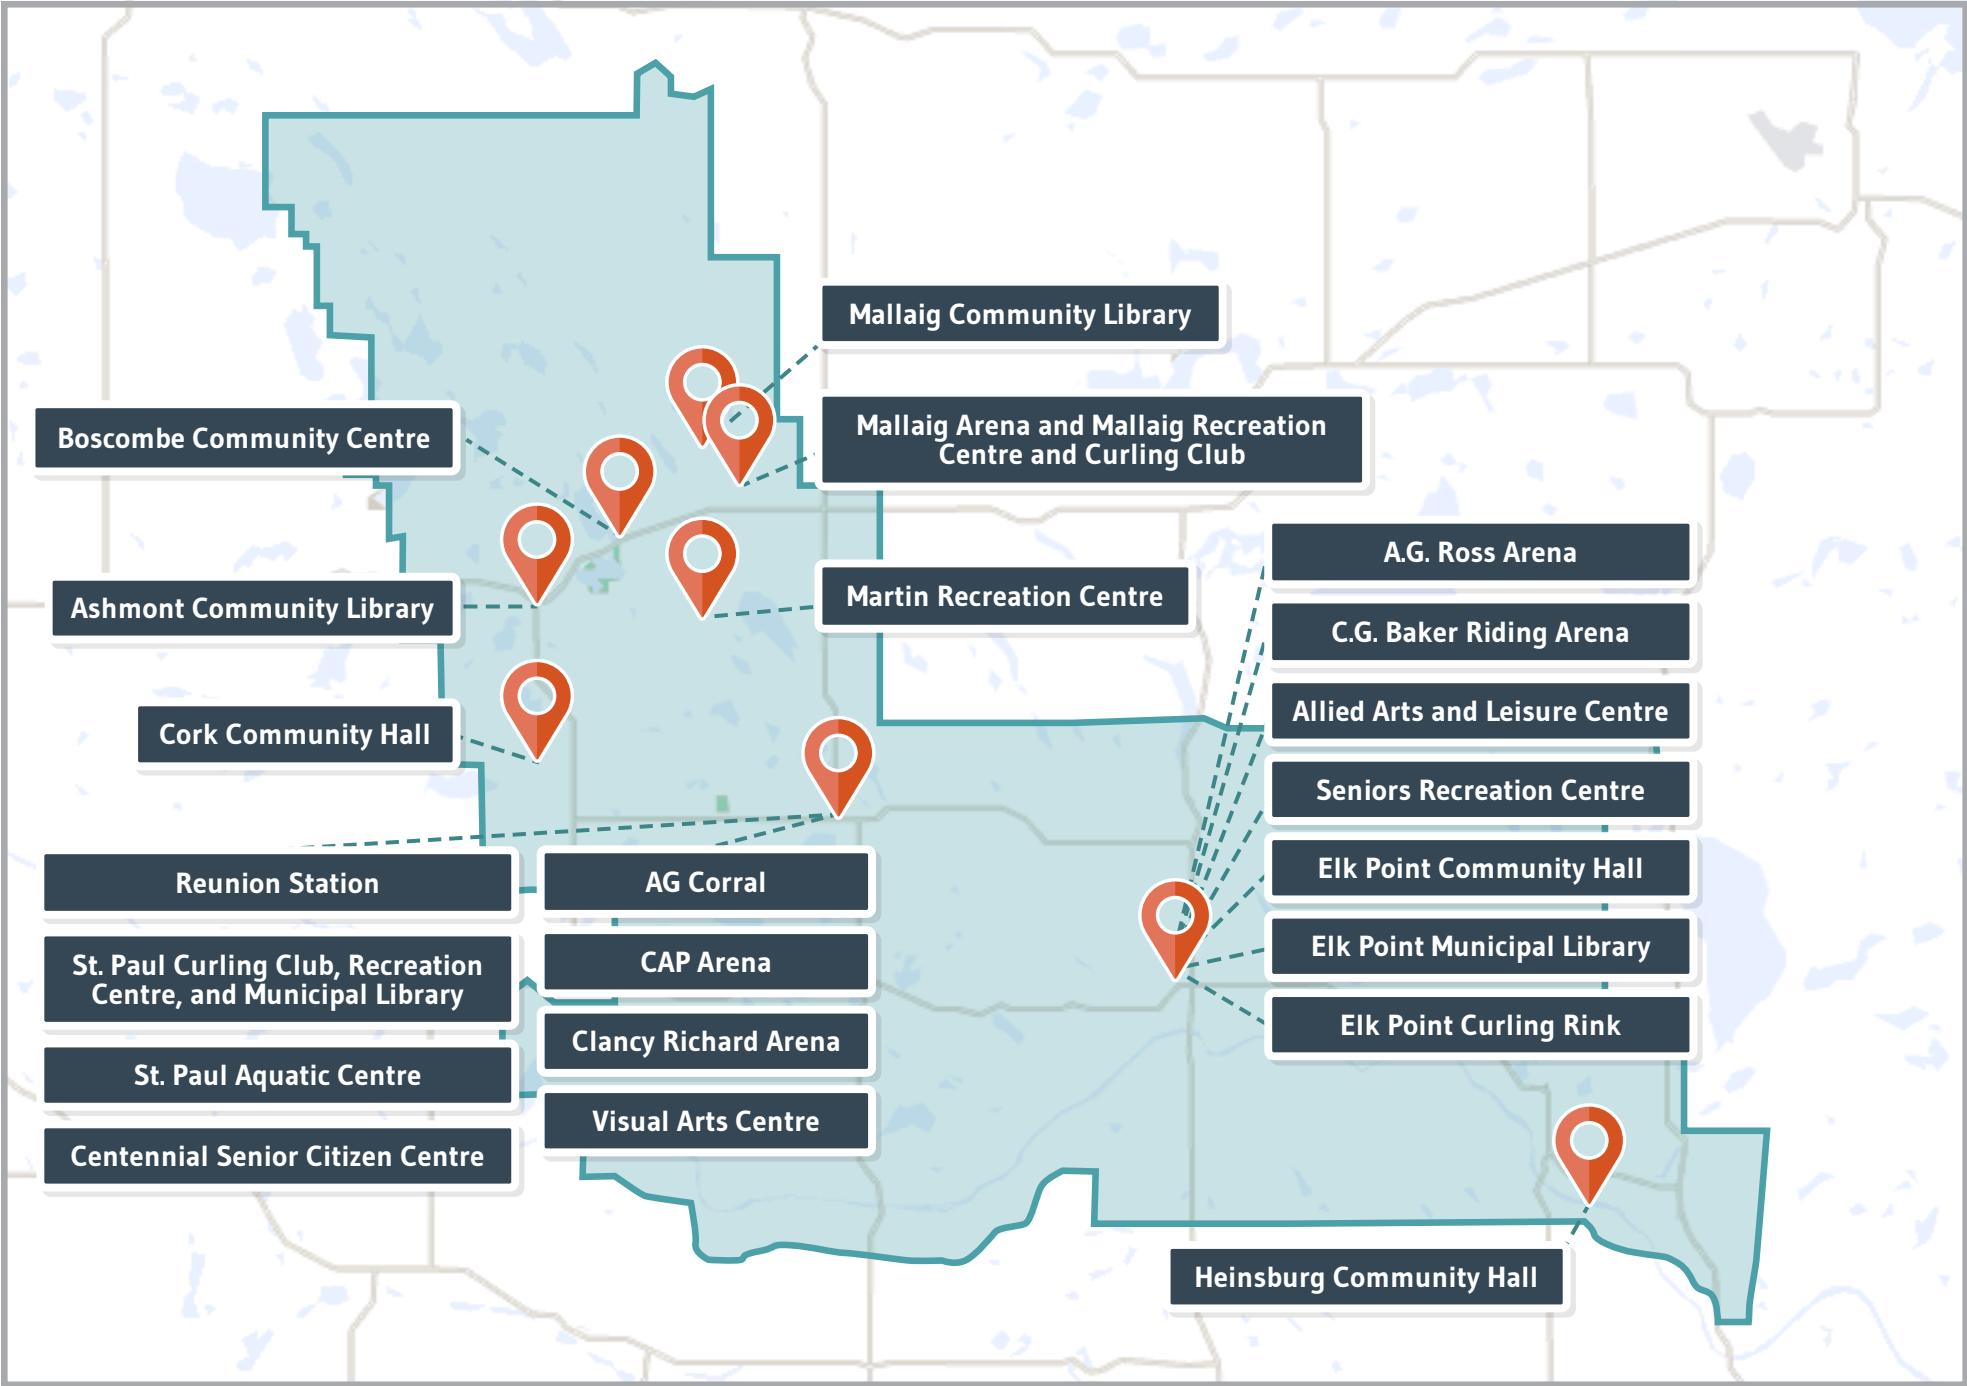 Mallaig Community Library
Boscombe Community Centre
Mallaig Arena and Mallaig Recreation
Centre and Curling Club
A.G. Ross Arena
Ashmont Community Library
Martin Recreation Centre
C.G. Baker Riding Arena
Allied Arts and Leisure Centre
Cork Community Hall
Seniors Recreation Centre
Elk Point Community Hall
Elk Point Municipal Library
Elk Point Curling Rink
Reunion Station
St. Paul Curling Club, Recreation
Centre, and Municipal Library
St. Paul Aquatic Centre
Centennial Senior Citizen Centre
AG Corral
CAP Arena
Clancy Richard Arena
Visual Arts Centre
Heinsburg Community Hall